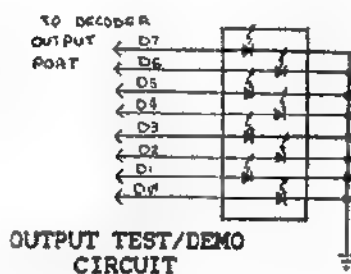 TO DECODER
OUTPUT
PORT
D7
D6
D5
D4
D3
D2
D1
D0
OUTPUT TEST/DEMO
CIRCUIT